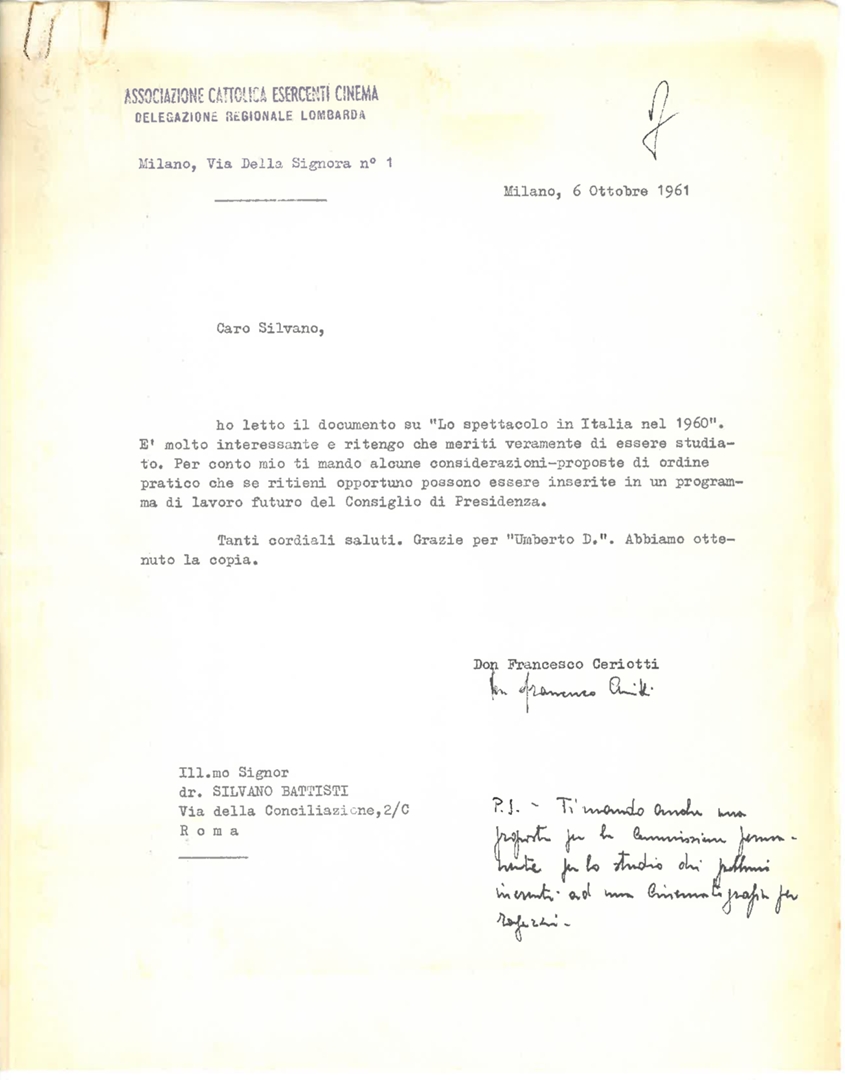 ASSOCIAZIONE CATTOLICA ESERCENTI CINEMA
DELEGAZIONE REGIONALE LOMBARDA
Milano, Via Della Signora n° 1
Milano, 6 Ottobre 1961
Caro Silvano,
ho letto il documento su "Lo spettacolo in Italia nel 1960".
E' molto interessante e ritengo che meriti veramente di essere studia-
to. Per conto mio ti mando alcune considerazioni-proposte di ordine
pratico che se ritieni opportuno possono essere inserite in un program-
ma di lavoro futuro del Consiglio di Presidenza.
Tanti cordiali saluti. Grazie per "Umberto D.". Abbiamo otte-
nuto la copia.
Don Francesco Ceriotti
Don Francesco Ceriotti
Ill.mo Signor
dr. SILVANO BATTISTI
Via della Conciliazione,2/C
R o m a
P.S. - Ti mando anche una
proposta per la Commissione perma-
nente per lo studio dei problemi
inerenti ad una Cinematografia per
ragazzi.